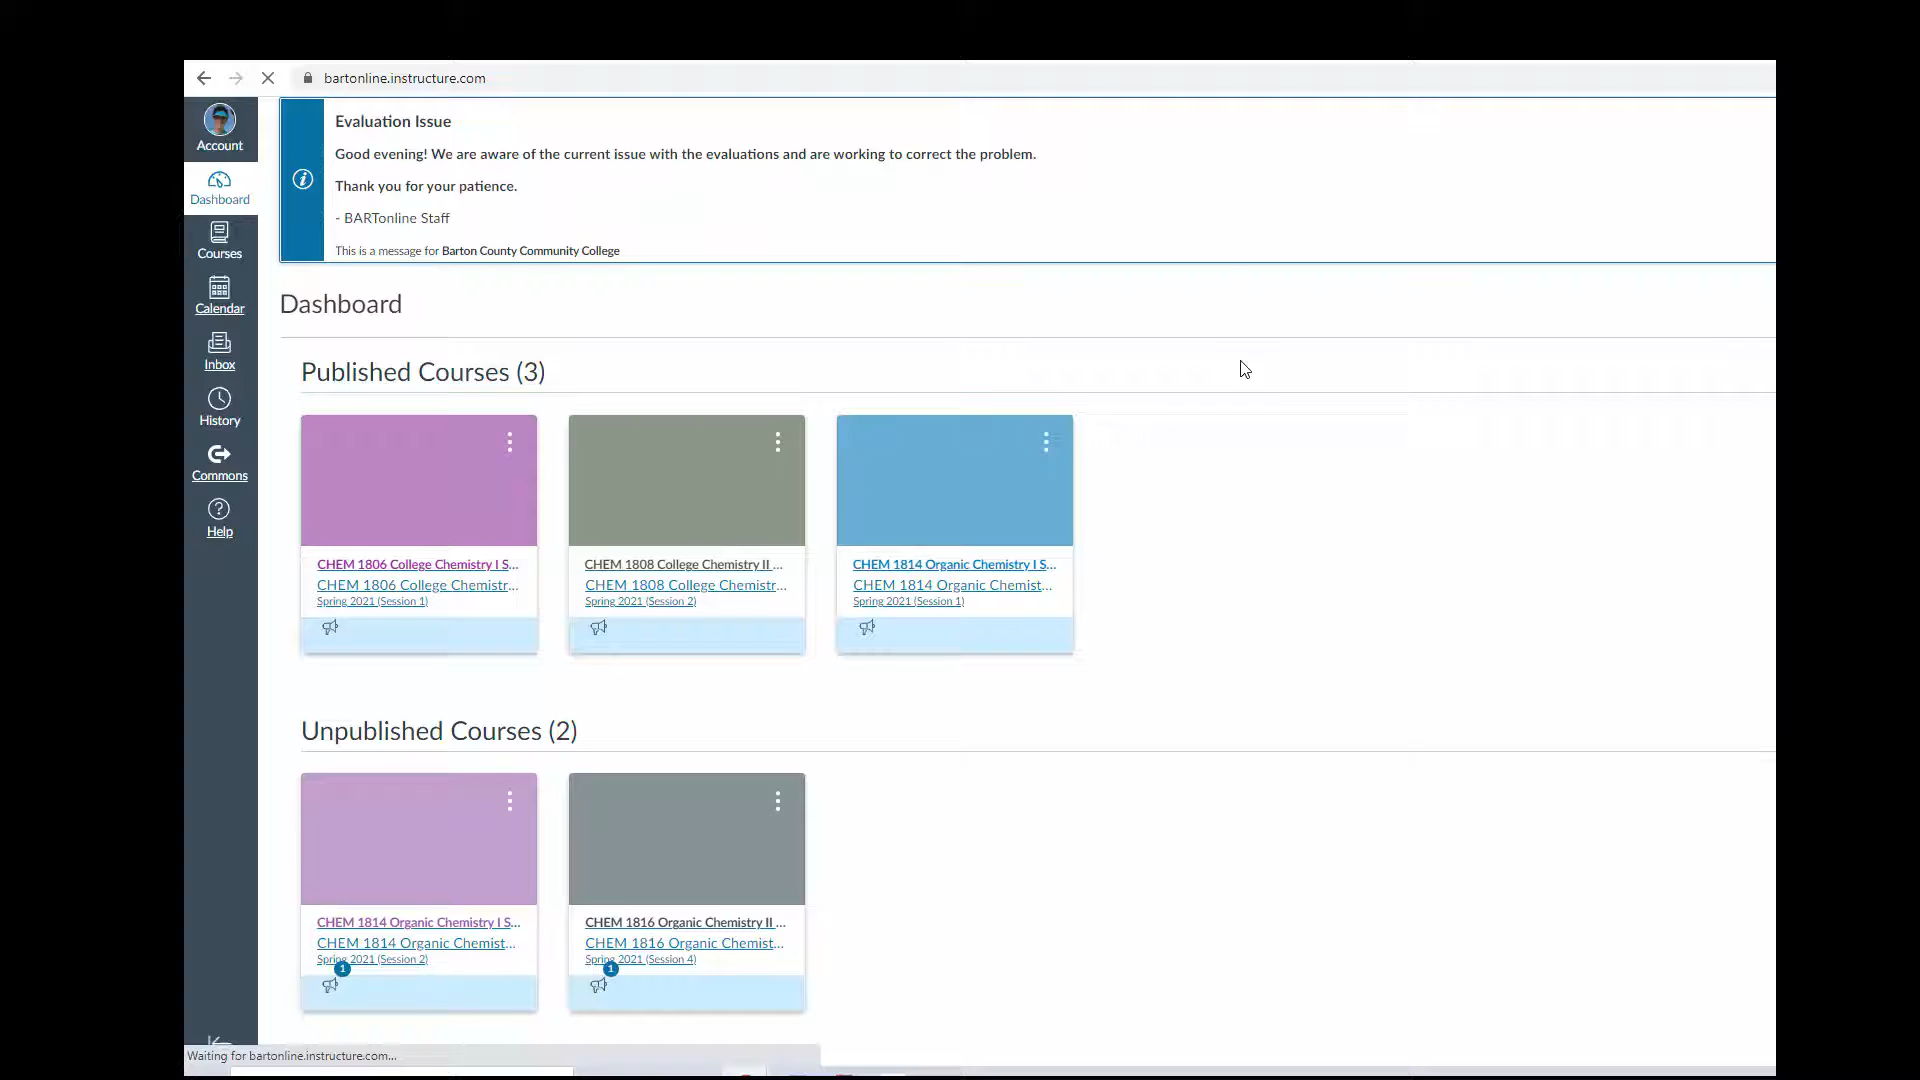 bartonline.instructure.com
Account
Dashboard
Courses
Calendar
Inbox
History
Commons
Help
Evaluation Issue
Good evening! We are aware of the current issue with the evaluations and are working to correct the problem.
Thank you for your patience.
- BARTonline Staff
This is a message for Barton County Community College
Dashboard
Published Courses (3)
CHEM 1806 College Chemistry I S...
CHEM 1806 College Chemistr...
Spring 2021 (Session 1)
CHEM 1808 College Chemistry II ...
CHEM 1808 College Chemistr...
Spring 2021 (Session 2)
CHEM 1814 Organic Chemistry I S...
CHEM 1814 Organic Chemist...
Spring 2021 (Session 1)
Unpublished Courses (2)
CHEM 1814 Organic Chemistry I S...
CHEM 1814 Organic Chemist...
Spring 2021 (Session 2)
1
CHEM 1816 Organic Chemistry II ...
CHEM 1816 Organic Chemist...
Spring 2021 (Session 4)
1
Waiting for bartonline.instructure.com...